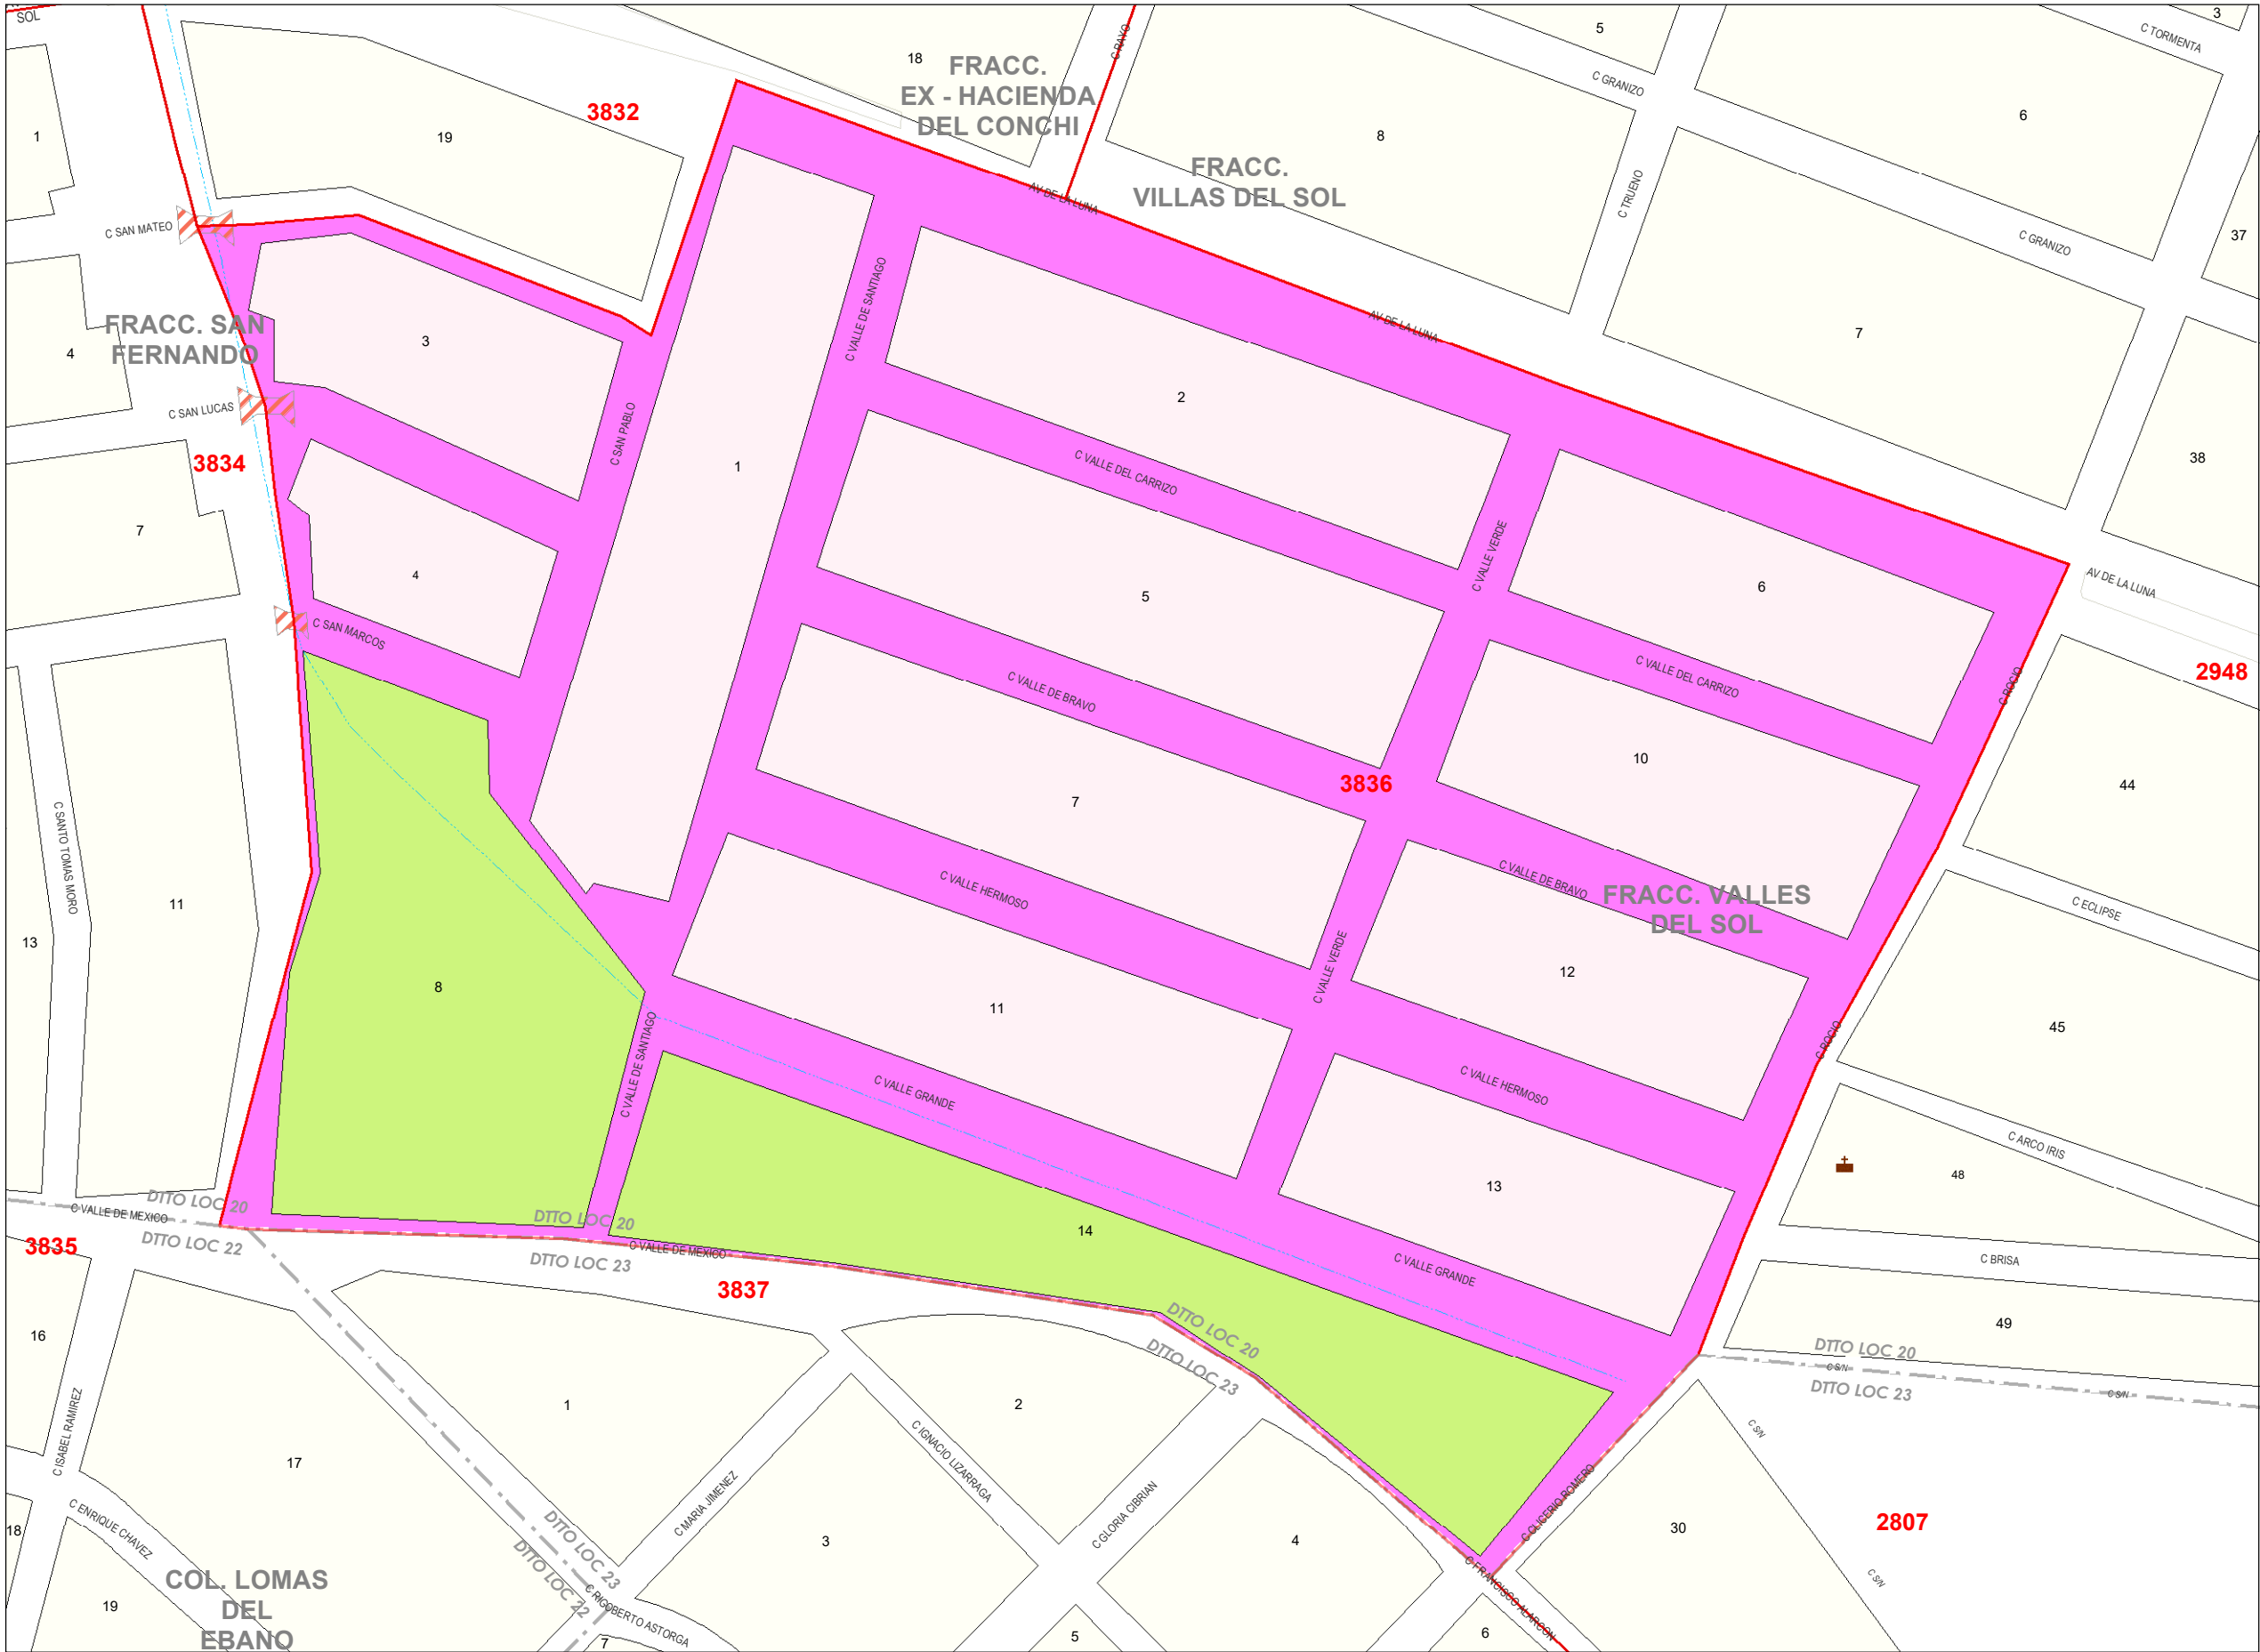 SOL
18
FRACC.
EX - HACIENDA
DEL CONCHI
C RAYO
5
C TORMENTA
3
C GRANIZO
3832
19
1
8
6
FRACC.
VILLAS DEL SOL
AV DE LA LUNA
C TRUENO
C GRANIZO
37
C SAN MATEO
FRACC. SAN
FERNANDO
4
3
C VALLE DE SANTIAGO
AV DE LA LUNA
7
2
C SAN LUCAS
3834
C SAN PABLO
1
C VALLE DEL CARRIZO
38
7
4
C VALLE VERDE
5
6
AV DE LA LUNA
C SAN MARCOS
C VALLE DE BRAVO
C VALLE DEL CARRIZO
C ROCIO
2948
10
3836
44
7
C SANTO TOMAS MORO
11
13
C VALLE HERMOSO
C VALLE DE BRAVO
FRACC. VALLES
DEL SOL
C ECLIPSE
C VALLE VERDE
12
8
11
45
C ROCIO
C VALLE DE SANTIAGO
C VALLE GRANDE
C VALLE HERMOSO
C ARCO IRIS
48
13
DTTO LOC 20
C VALLE DE MEXICO
DTTO LOC 22
3835
DTTO LOC 20
C VALLE DE MEXICO
DTTO LOC 23
14
C VALLE GRANDE
C BRISA
3837
DTTO LOC 20
DTTO LOC 23
49
16
DTTO LOC 20
C S/N
DTTO LOC 23
C S/N
1
2
C ISABEL RAMIREZ
17
C IGNACIO LIZARRAGA
C S/N
C MARIA JIMENEZ
C GLORIA CIBRIAN
C GLICERIO ROMERO
18
C ENRIQUE CHAVEZ
DTTO LOC 23
DTTO LOC 22
3
4
30
2807
COL. LOMAS
DEL
EBANO
19
C RIGOBERTO ASTORGA
7
5
6
C FRANCISCO ALARCON
C S/N